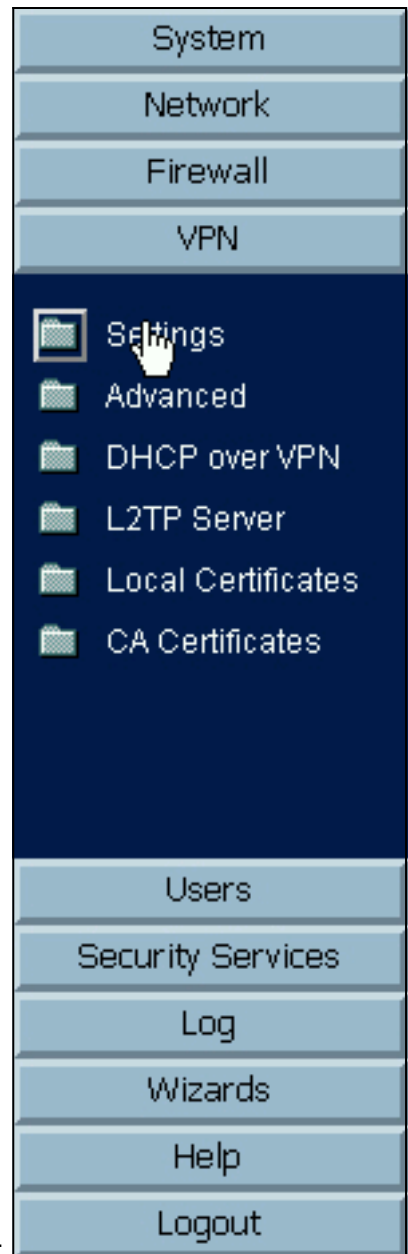 System
Network
Firewall
VPN
Settings
Advanced
DHCP over VPN
L2TP Server
Local Certificates
CA Certificates
Users
Security Services
Log
Wizards
Help
Logout